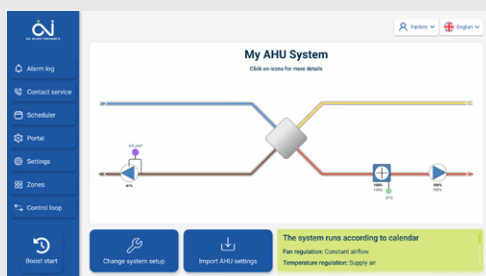 OJ ELECTRONICS
Factory
English
Alarm log
Contact service
Scheduler
Portal
Settings
Zones
Control loop
Boost start
My AHU System
Click on icons for more details
100%
100%
100%
100%
Change system setup
Import AHU settings
The system runs according to calendar
Fan regulation: Constant airflow
Temperature regulation: Supply air